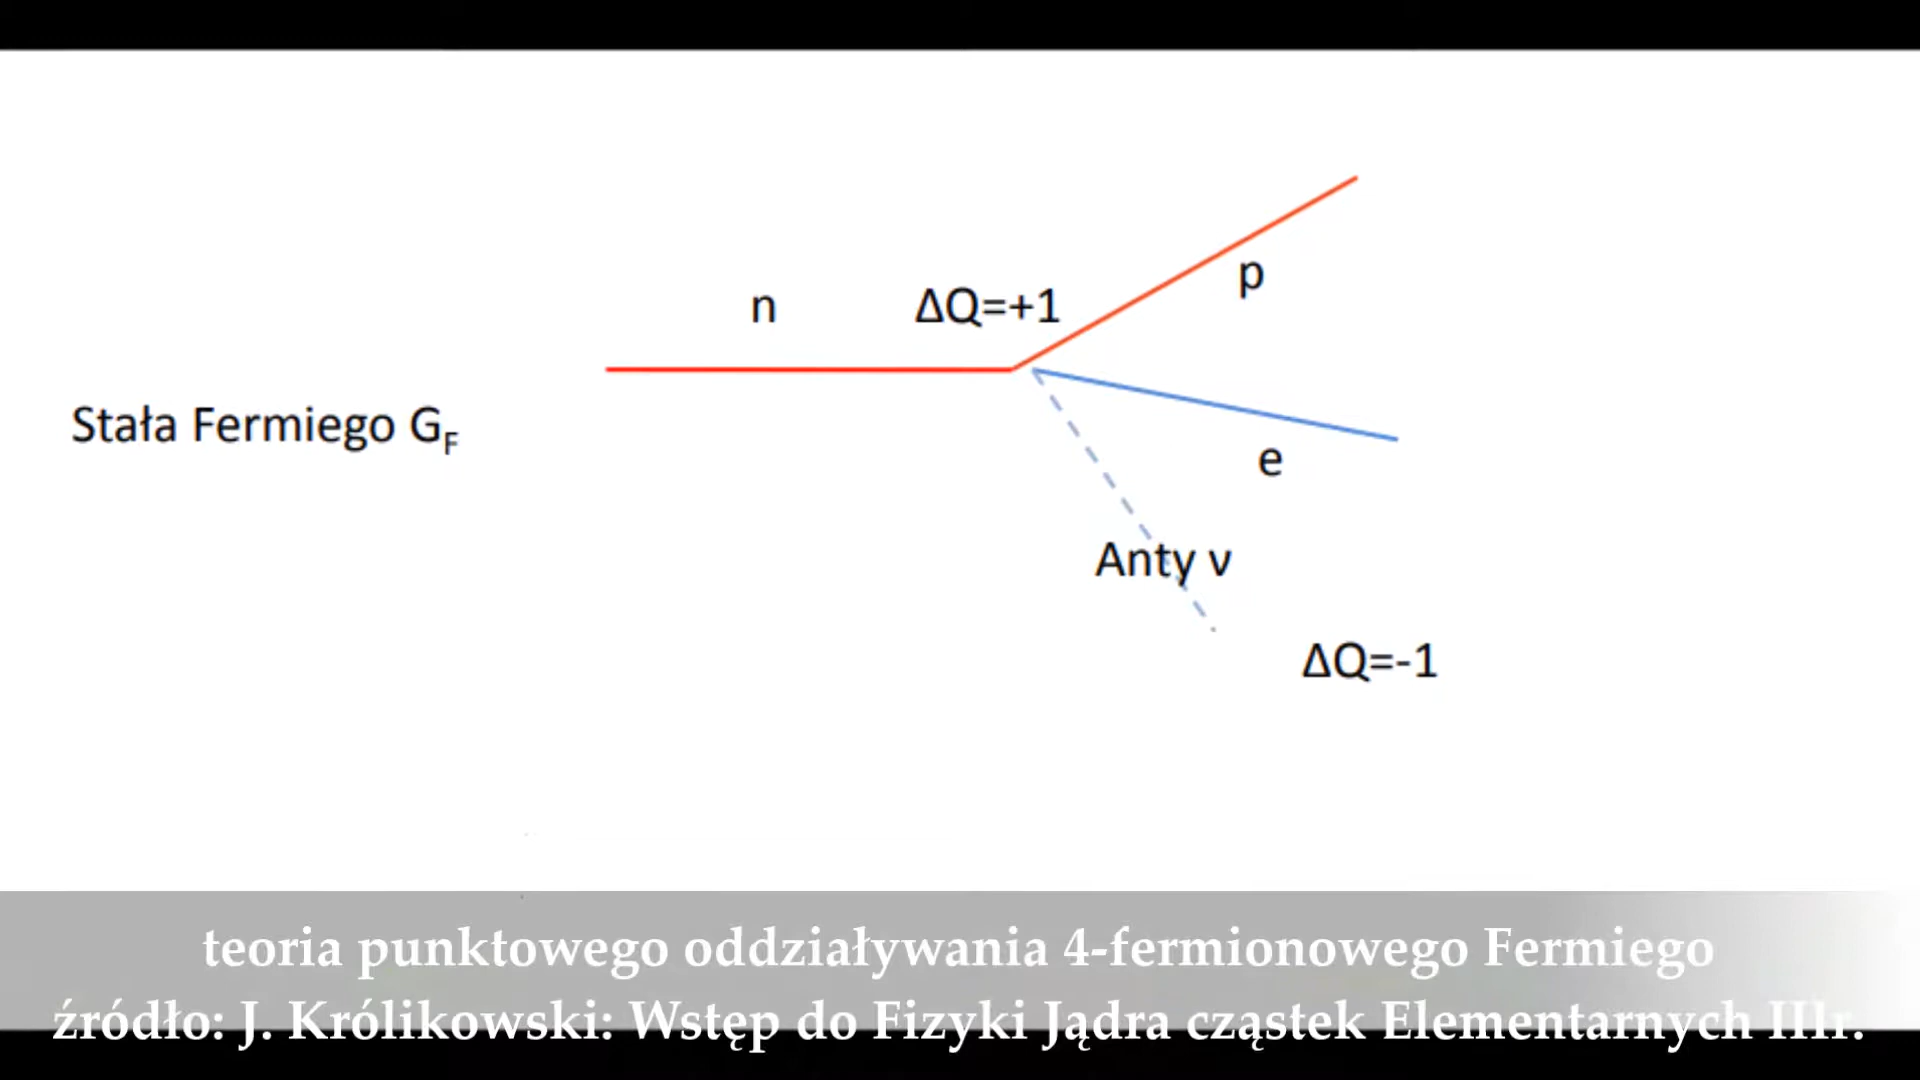 n
ΔQ=+1
p
Stała Fermiego GF
e
Anty ν
ΔQ=-1
teoria punktowego oddziaływania 4-fermionowego Fermiego
źródło: J. Królikowski: Wstęp do Fizyki Jądra cząstek Elementarnych IIIr.